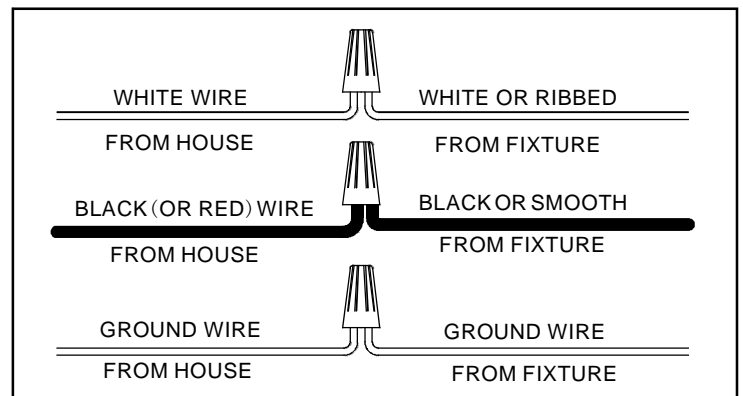 WHITE WIRE
FROM HOUSE
WHITE OR RIBBED
FROM FIXTURE
BLACK (OR RED) WIRE
FROM HOUSE
BLACK OR SMOOTH
FROM FIXTURE
GROUND WIRE
FROM HOUSE
GROUND WIRE
FROM FIXTURE